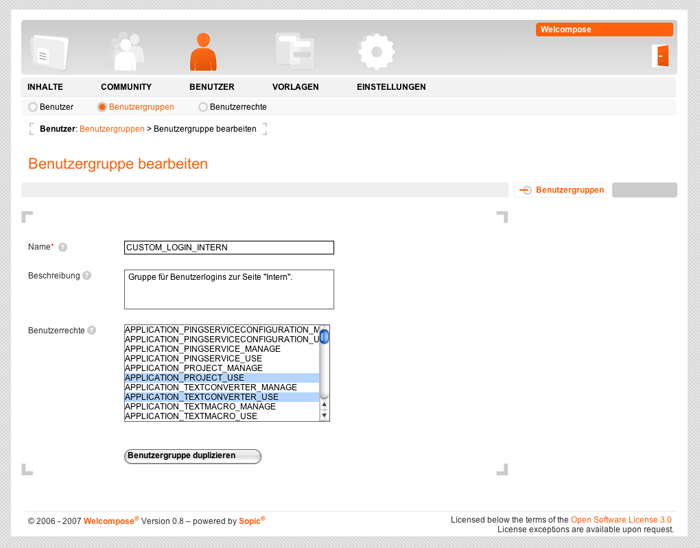 Welcompose
INHALTE COMMUNITY BENUTZER VORLAGEN EINSTELLUNGEN
Benutzer Benutzergruppen Benutzerrechte
Benutzer: Benutzergruppen > Benutzergruppe bearbeiten
Benutzergruppe bearbeiten
Benutzergruppen
Name* ? CUSTOM_LOGIN_INTERN
Beschreibung ? Gruppe für Benutzerlogins zur Seite "Intern".
Benutzerrechte ? APPLICATION_PINGSERVICECONFIGURATION_M
APPLICATION_PINGSERVICECONFIGURATION_U
APPLICATION_PINGSERVICE_MANAGE
APPLICATION_PINGSERVICE_USE
APPLICATION_PROJECT_MANAGE
APPLICATION_PROJECT_USE
APPLICATION_TEXTCONVERTER_MANAGE
APPLICATION_TEXTCONVERTER_USE
APPLICATION_TEXTMACRO_MANAGE
APPLICATION_TEXTMACRO_USE
Benutzergruppe duplizieren
© 2006 - 2007 Welcompose® Version 0.8 – powered by Sopic®
Licensed below the terms of the Open Software License 3.0
License exceptions are available upon request.